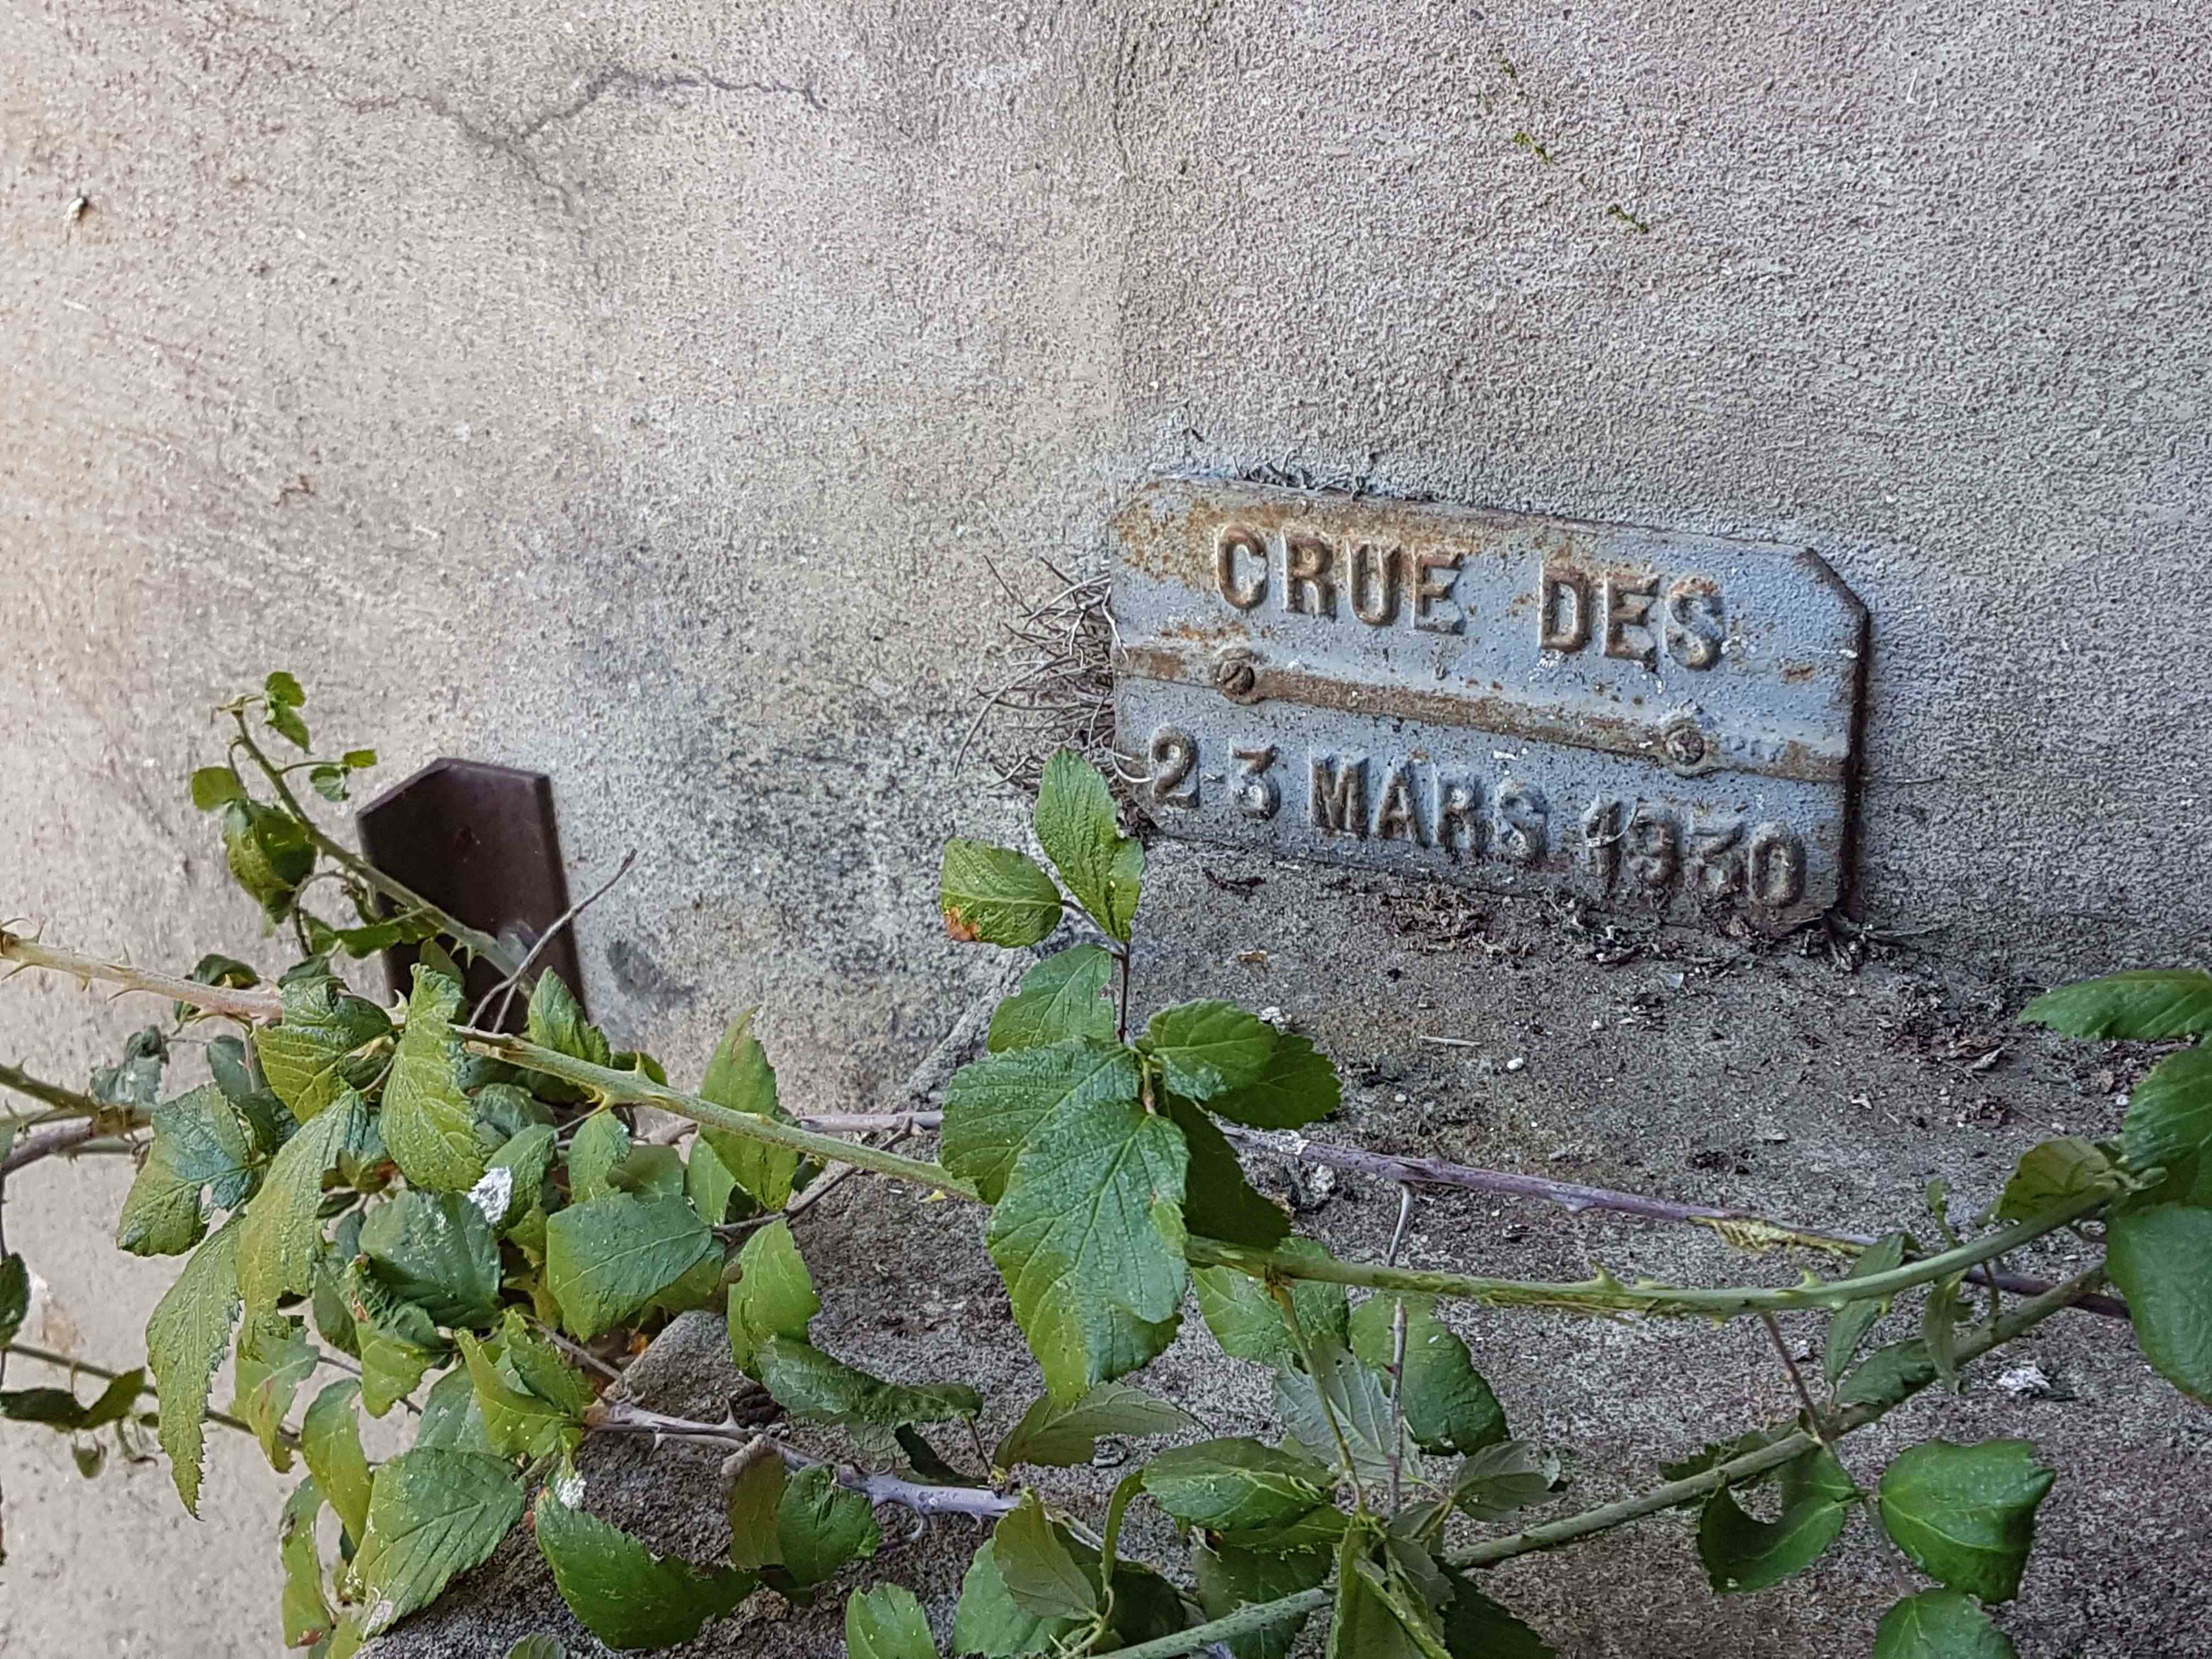 CRUE DES
2 3 MARS 1930